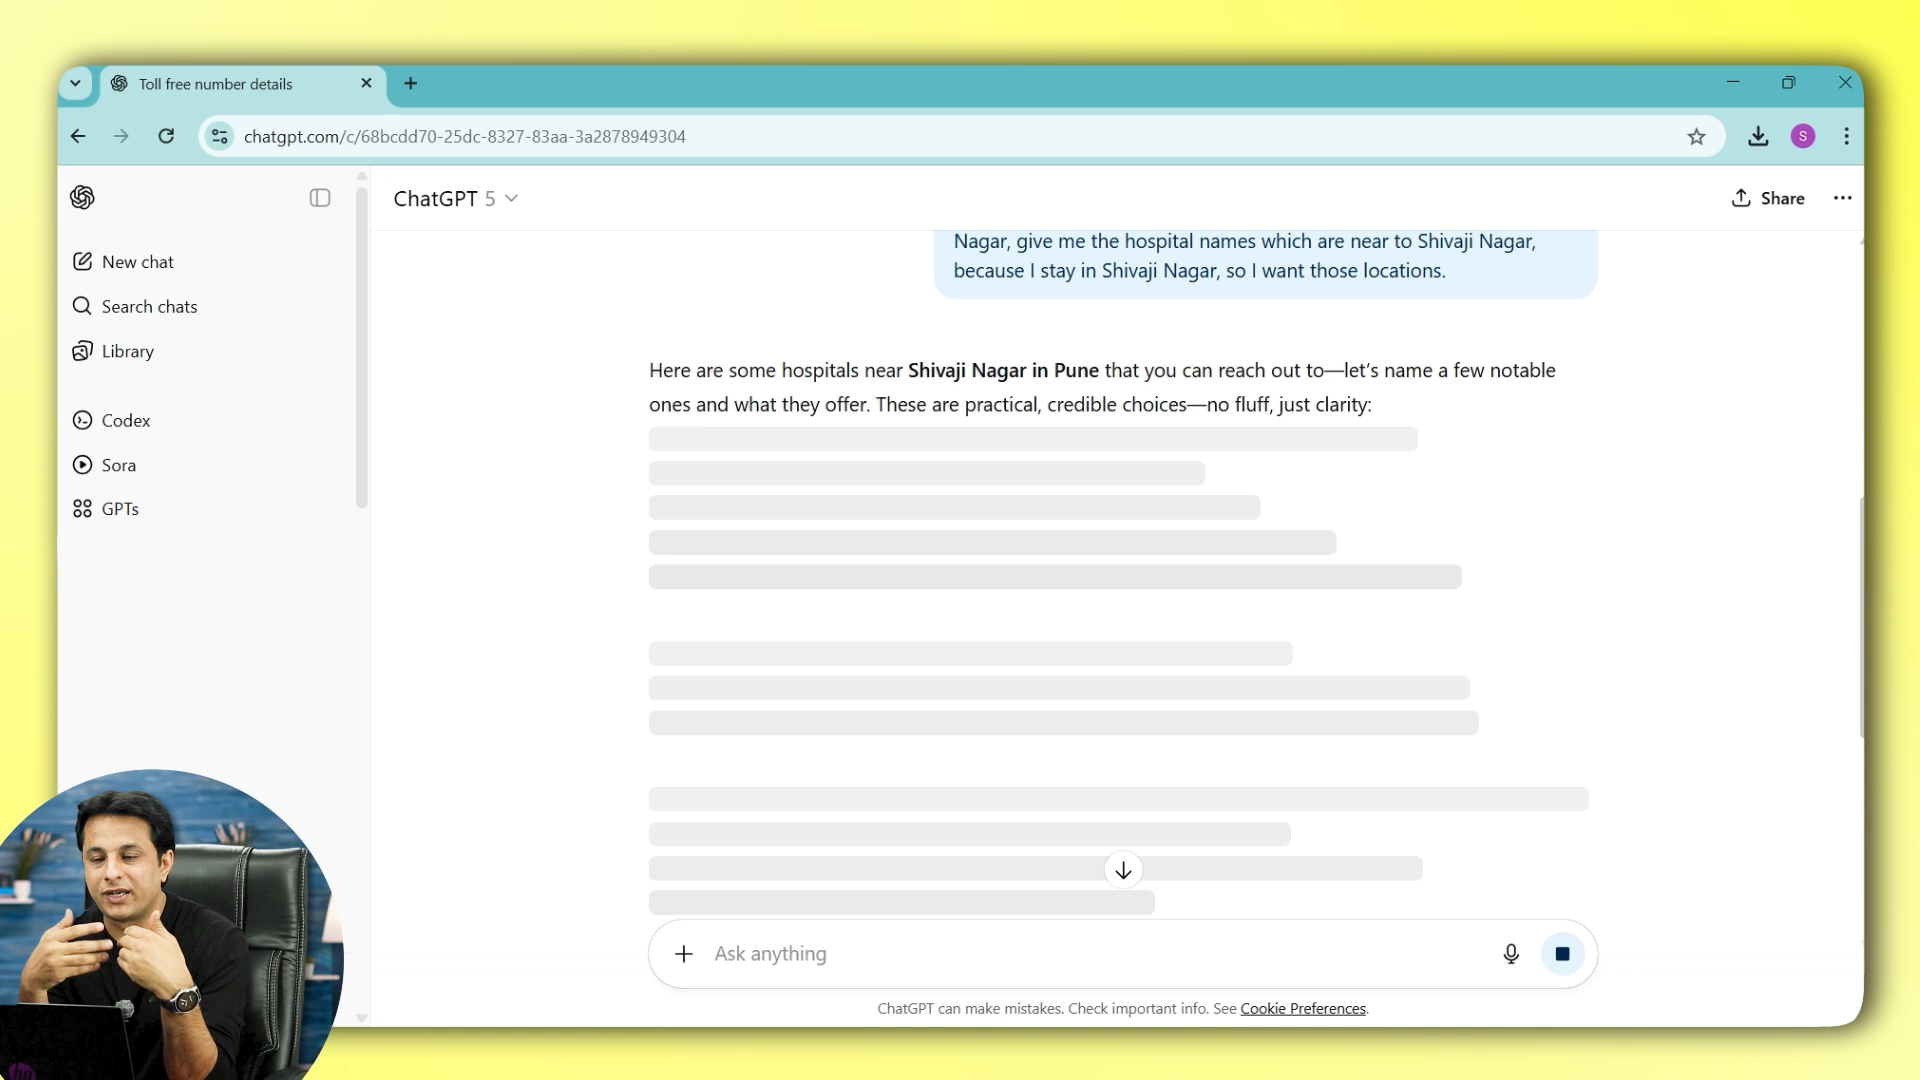 Toll free number details
chatgpt.com/c/68bcdd70-25dc-8327-83aa-3a2878949304
S
ChatGPT 5
Share
New chat
Search chats
Library
Codex
Sora
GPTs
Nagar, give me the hospital names which are near to Shivaji Nagar,
because I stay in Shivaji Nagar, so I want those locations.
Here are some hospitals near Shivaji Nagar in Pune that you can reach out to—let’s name a few notable
ones and what they offer. These are practical, credible choices—no fluff, just clarity:
Ask anything
ChatGPT can make mistakes. Check important info. See Cookie Preferences.
hp